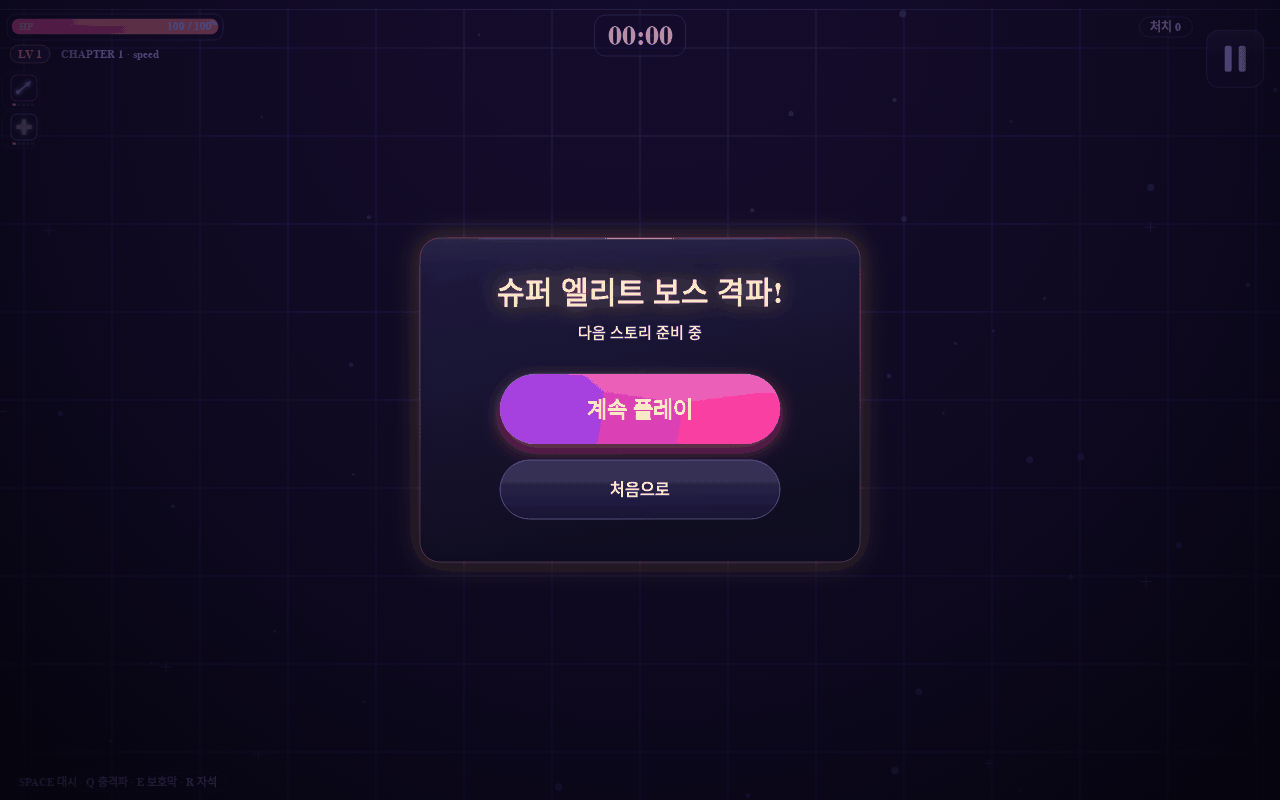 HP 100 / 100
LV 1 CHAPTER 1 · speed
00:00
처치 0
슈퍼 엘리트 보스 격파!
다음 스토리 준비 중
계속 플레이
처음으로
SPACE 대시 · Q 충격파 · E 보호막 · R 자석